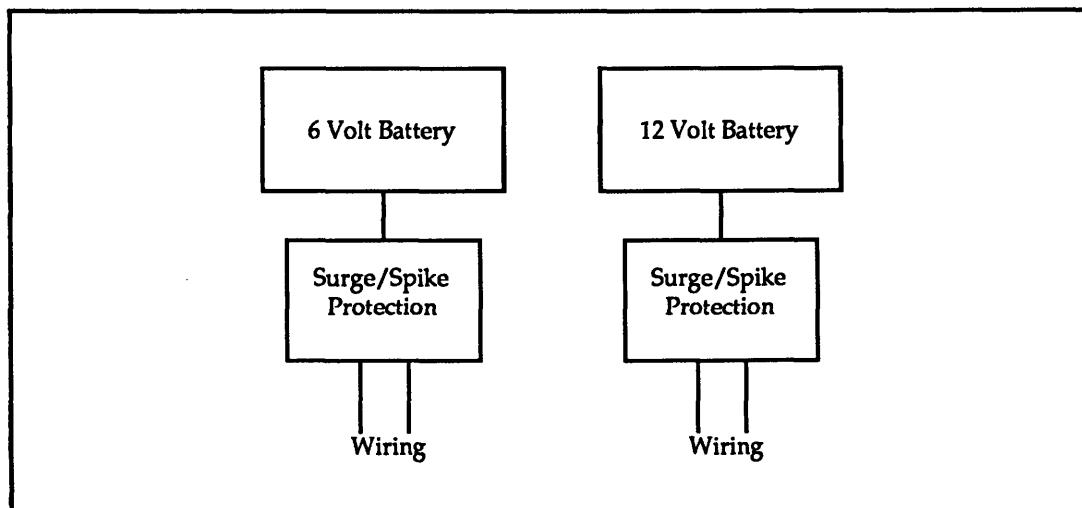 6 Volt Battery
12 Volt Battery
Surge/Spike
Protection
Surge/Spike
Protection
Wiring
Wiring